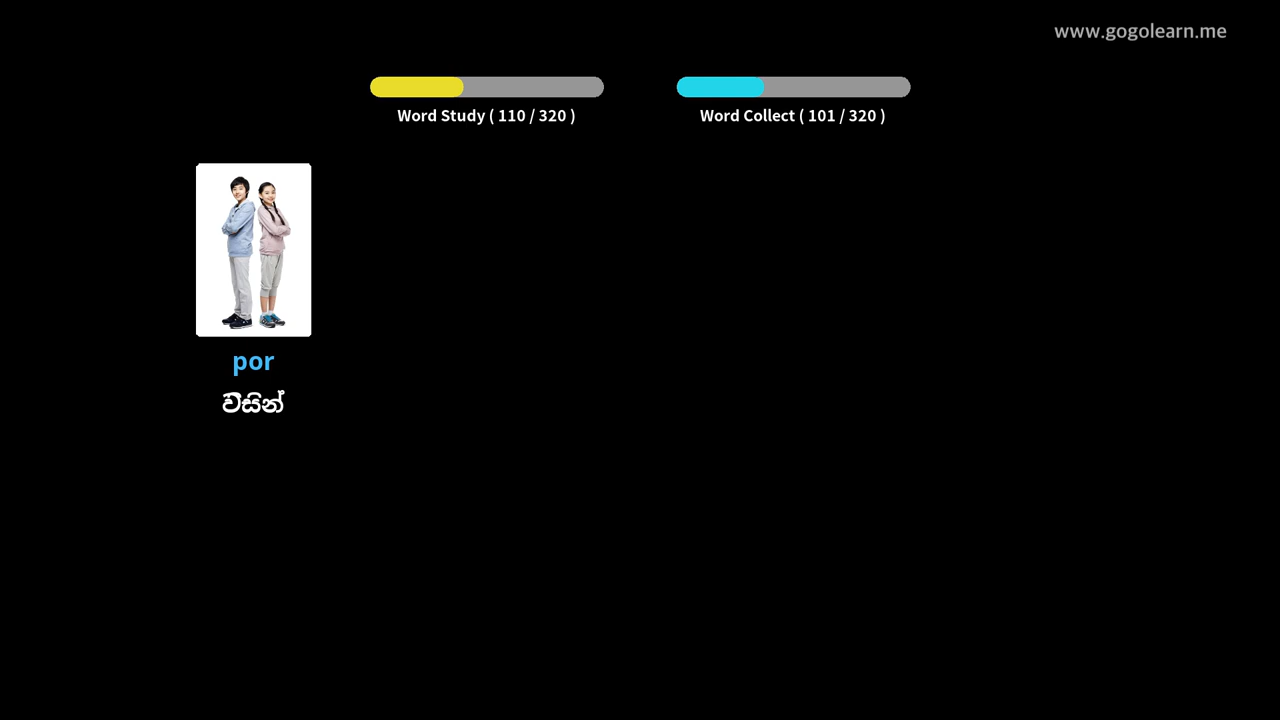 www.gogolearn.me
Word Study ( 110 / 320 )
Word Collect ( 101 / 320 )
por
විසින්